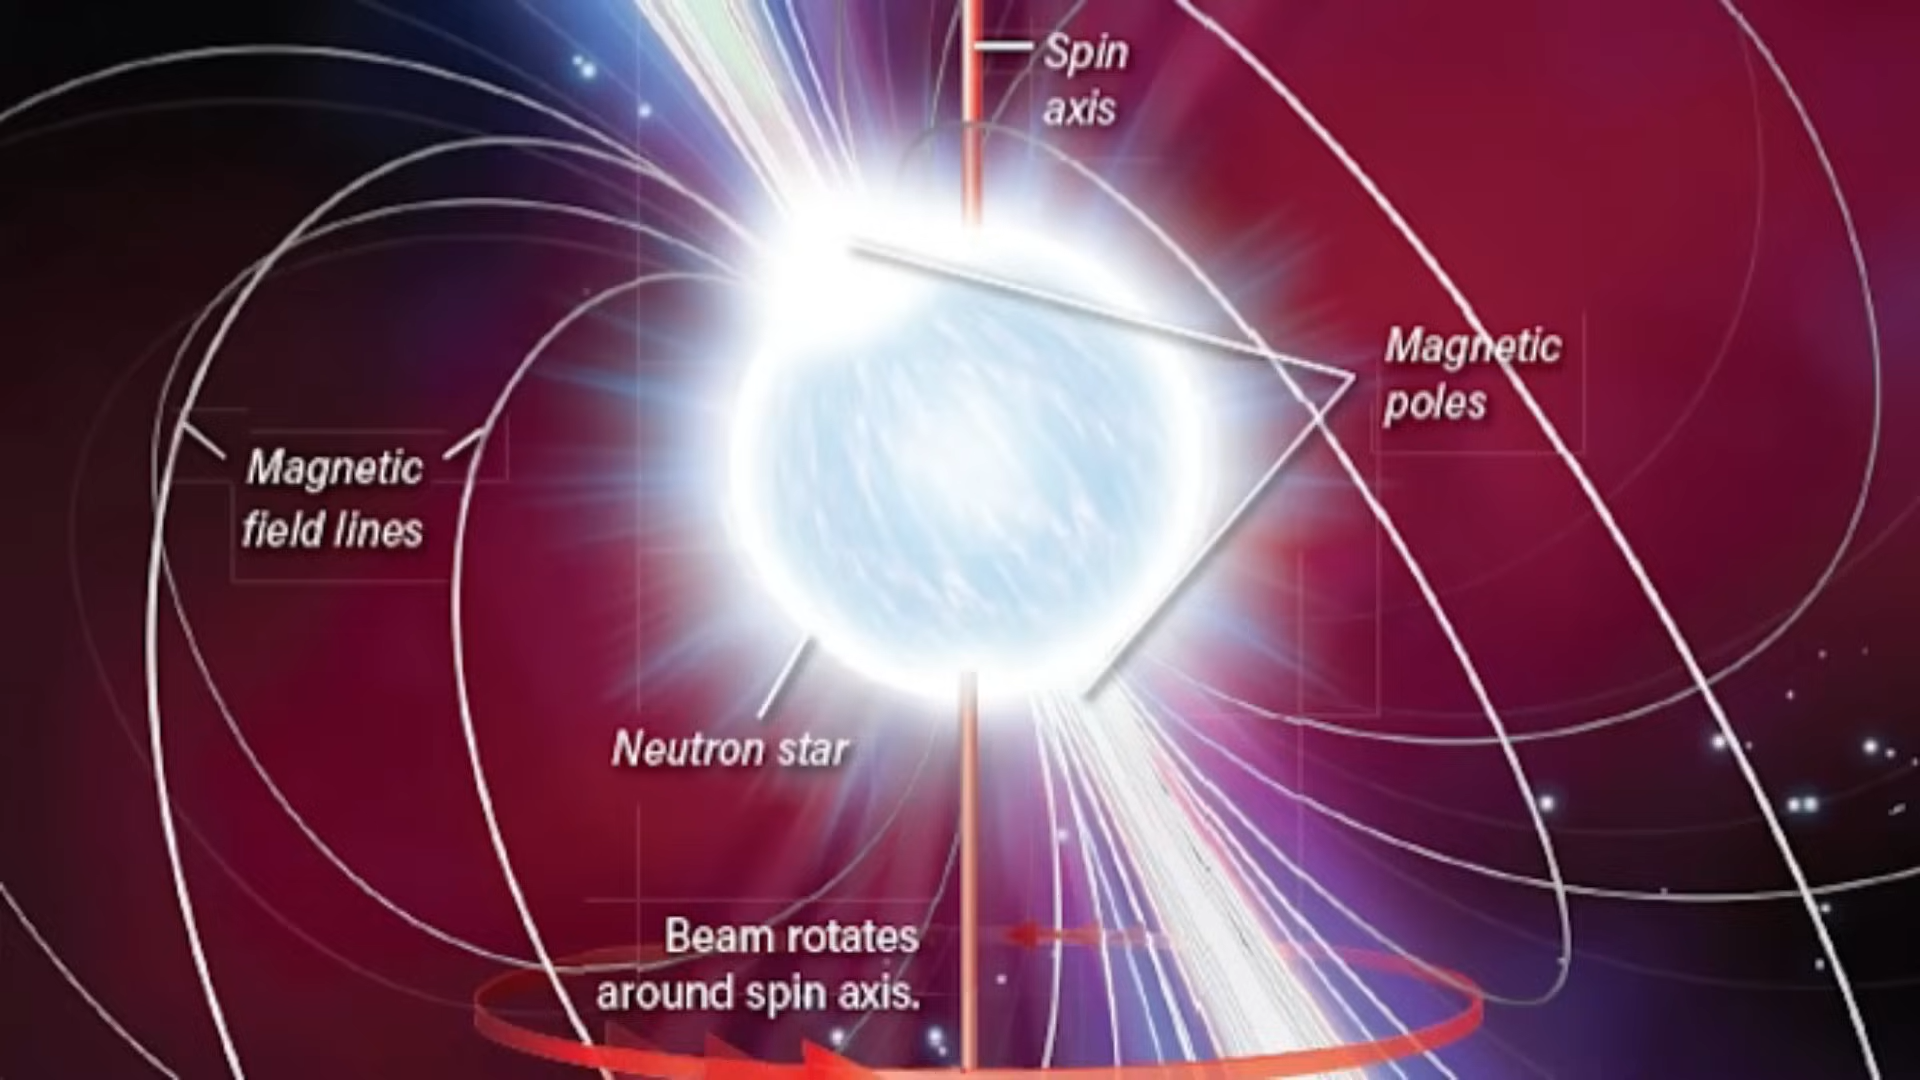 Spin
axis
Magnetic
poles
Magnetic
field lines
Neutron star
Beam rotates
around spin axis.